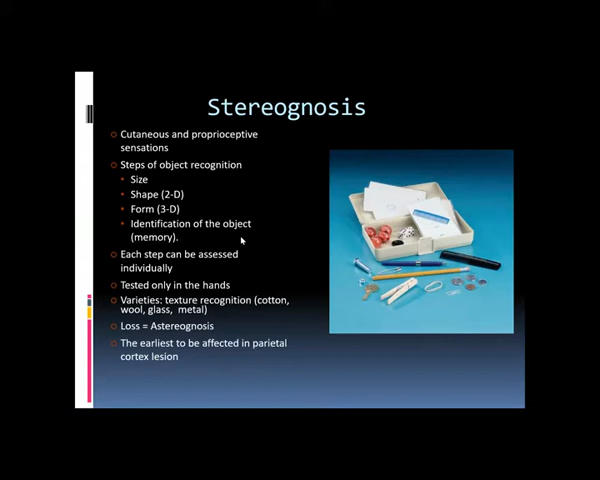 Stereognosis
Cutaneous and proprioceptive
sensations
Steps of object recognition
Size
Shape (2-D)
Form (3-D)
Identification of the object
(memory).
Each step can be assessed
individually
Tested only in the hands
Varieties: texture recognition (cotton,
wool, glass,  metal)
Loss = Astereognosis
The earliest to be affected in parietal
cortex lesion